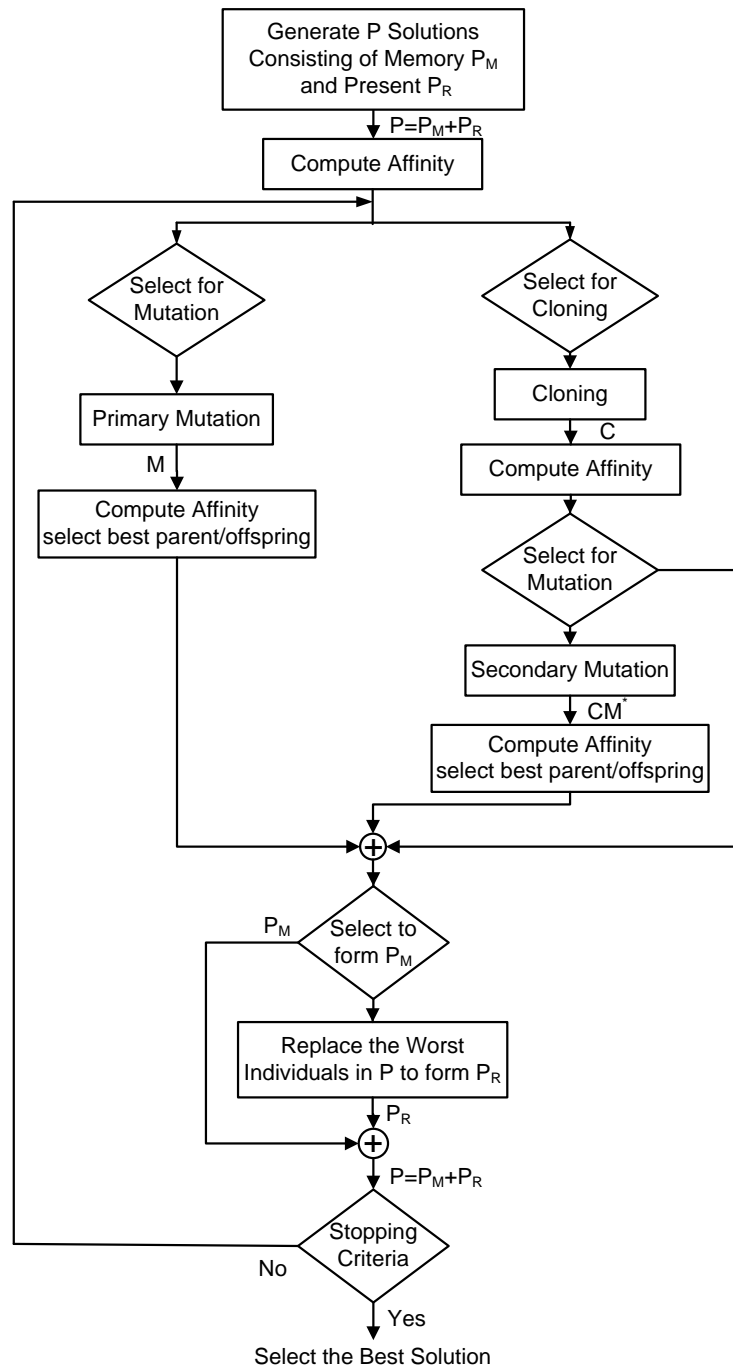 Generate P Solutions
Consisting of Memory P_M
and Present P_R
P=P_M+P_R
Compute Affinity
Select for
Mutation
Select for
Cloning
Primary Mutation
Cloning
M
C
Compute Affinity
select best parent/offspring
Compute Affinity
Select for
Mutation
Secondary Mutation
CM*
Compute Affinity
select best parent/offspring
+
P_M
Select to
form P_M
Replace the Worst
Individuals in P to form P_R
P_R
+
P=P_M+P_R
Stopping
Criteria
No
Yes
Select the Best Solution